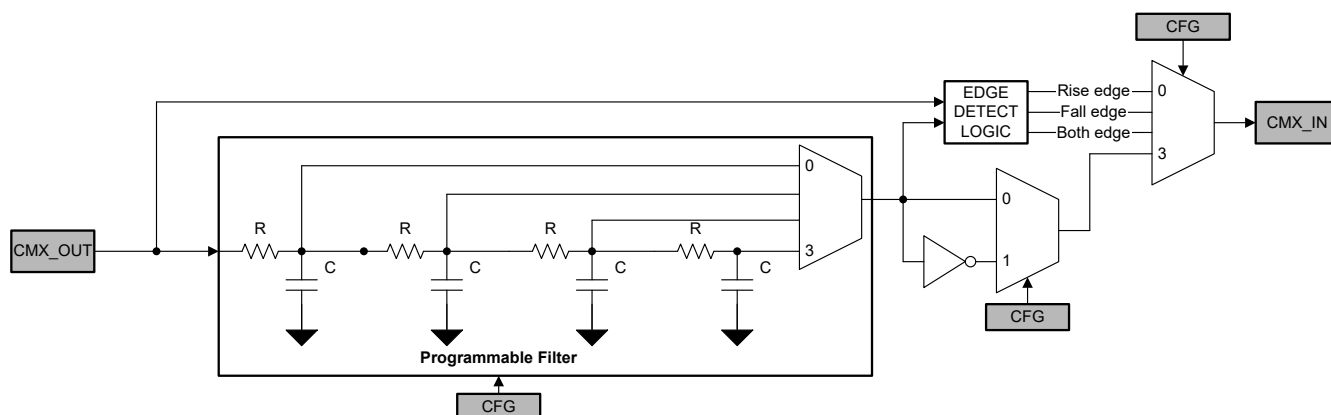 CFG
EDGE
DETECT
LOGIC
Rise edge
Fall edge
Both edge
0
3
CMX_IN
0
3
0
1
CMX_OUT
R
R
R
R
C
C
C
C
CFG
Programmable Filter
CFG